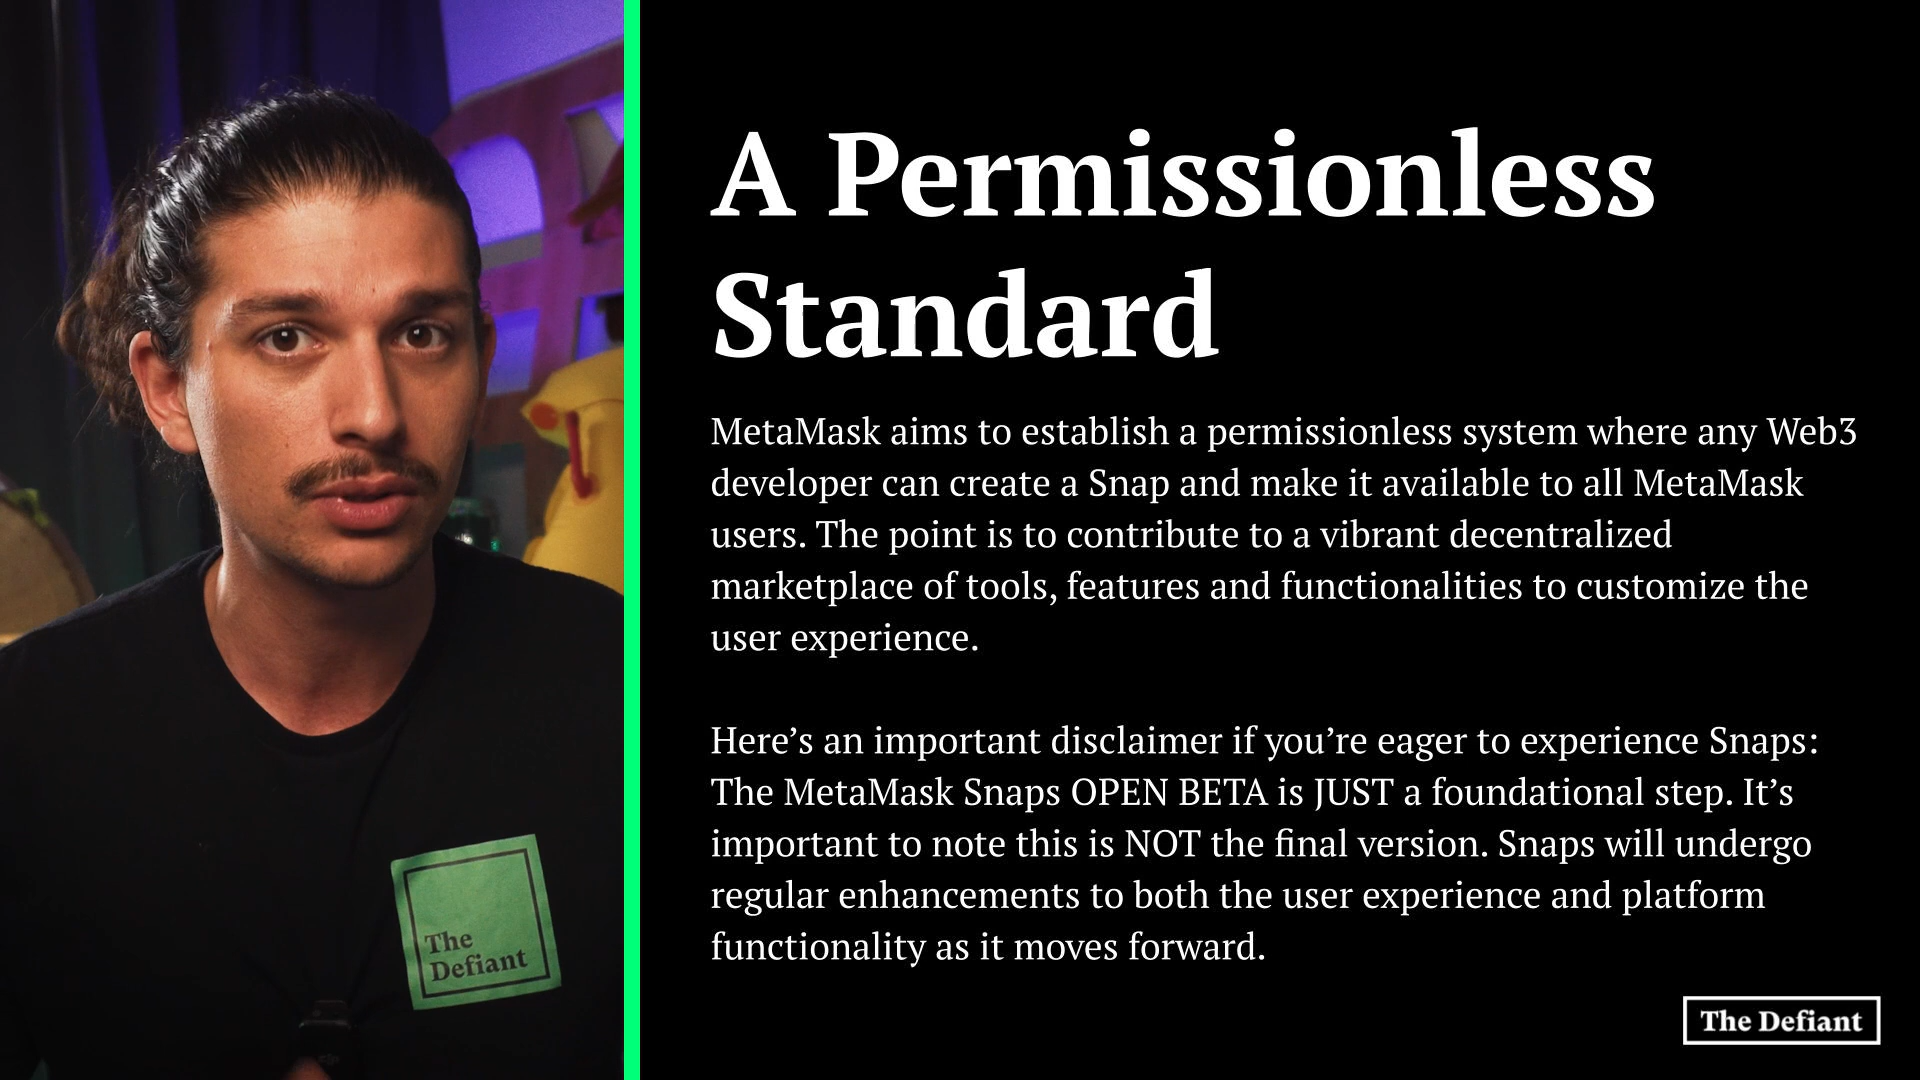 A Permissionless
Standard
MetaMask aims to establish a permissionless system where any Web3
developer can create a Snap and make it available to all MetaMask
users. The point is to contribute to a vibrant decentralized
marketplace of tools, features and functionalities to customize the
user experience.
Here’s an important disclaimer if you’re eager to experience Snaps:
The MetaMask Snaps OPEN BETA is JUST a foundational step. It’s
important to note this is NOT the final version. Snaps will undergo
regular enhancements to both the user experience and platform
functionality as it moves forward.
The
Defiant
The Defiant